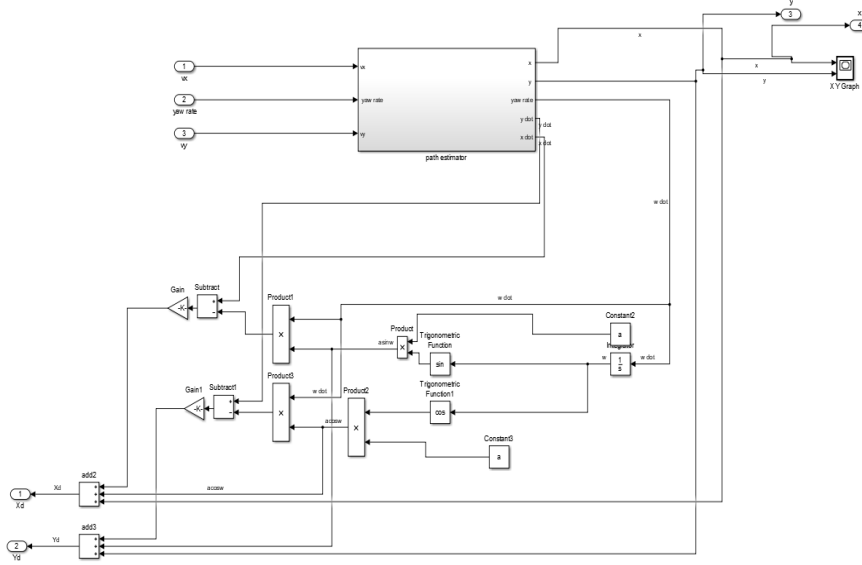 y
3
x
4
x
1
vx
vx
x
x
XY Graph
y
y
2
yaw rate
yaw rate
yaw rate
3
vy
vy
y dot
y dot
x dot
x dot
path estimator
w dot
Gain
-K-
Subtract
+
−
Product1
×
w dot
Constant2
a
Product
×
asinw
Trigonometric
Function
sin
Integrator
1
s
w
w dot
Gain1
-K-
Subtract1
+
−
Product3
×
w dot
Product2
×
acosw
Trigonometric
Function1
cos
Constant3
a
add2
+
+
+
1
Xd
Xd
acosw
add3
+
+
+
2
Yd
Yd